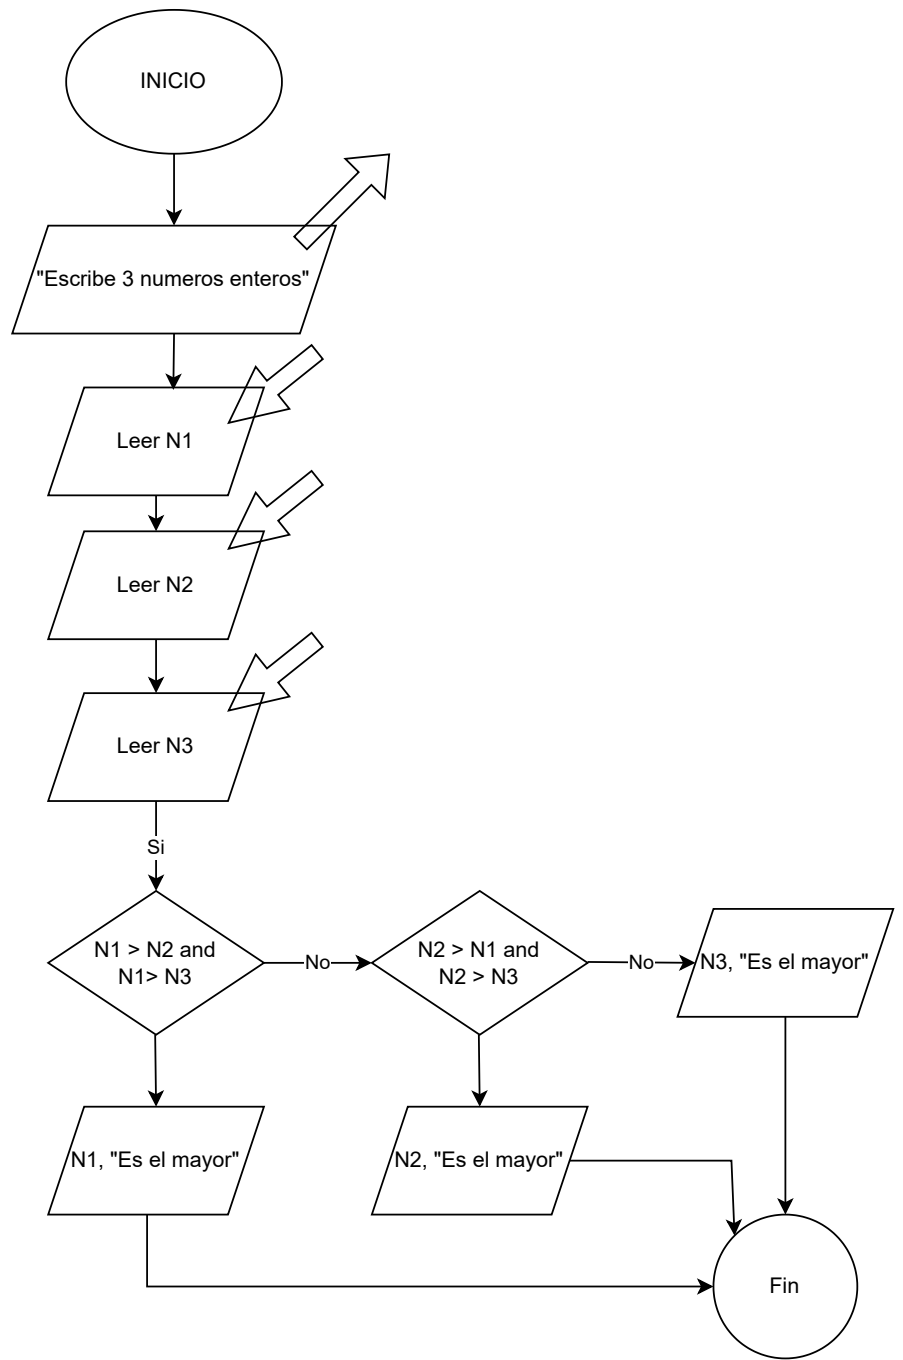 INICIO
"Escribe 3 numeros enteros"
Leer N1
Leer N2
Leer N3
Si
N1 > N2 and
N1> N3
No
N2 > N1 and
N2 > N3
No
N3, "Es el mayor"
N1, "Es el mayor"
N2, "Es el mayor"
Fin